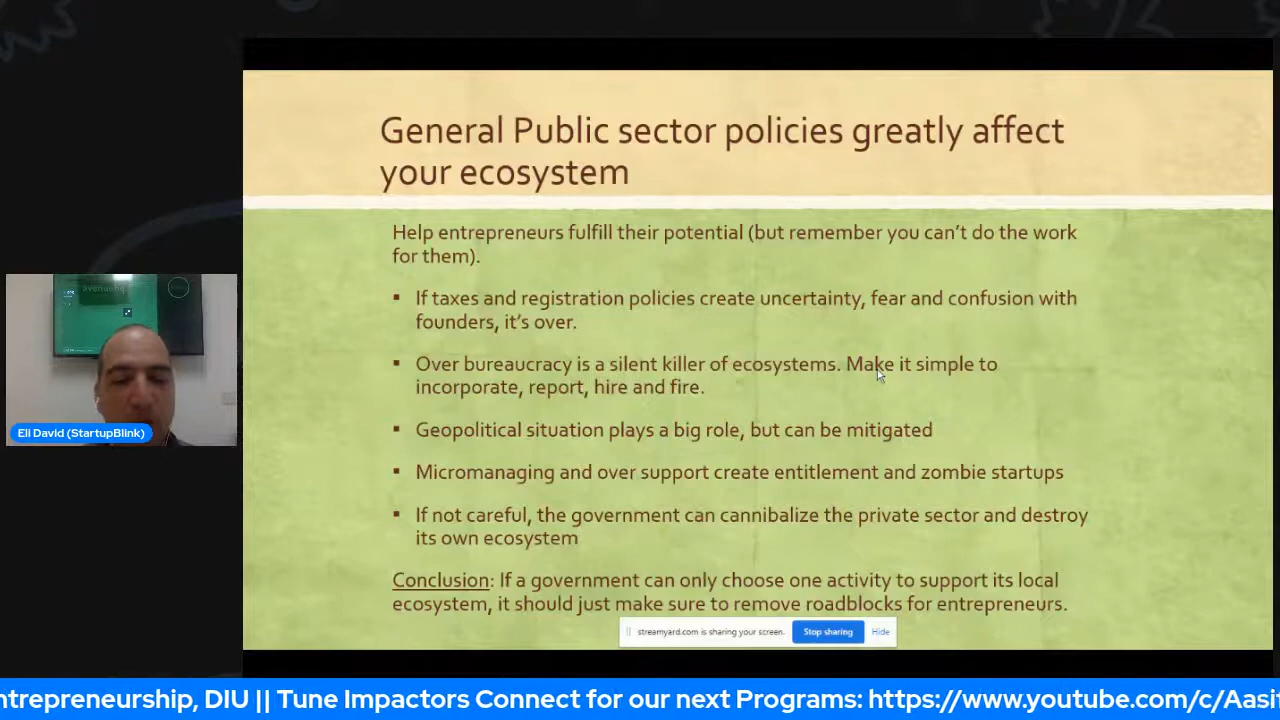 General Public sector policies greatly affect
your ecosystem
Help entrepreneurs fulfill their potential (but remember you can't do the work
for them).
▪ If taxes and registration policies create uncertainty, fear and confusion with
founders, it's over.
▪ Over bureaucracy is a silent killer of ecosystems. Make it simple to
incorporate, report, hire and fire.
▪ Geopolitical situation plays a big role, but can be mitigated
▪ Micromanaging and over support create entitlement and zombie startups
▪ If not careful, the government can cannibalize the private sector and destroy
its own ecosystem
Conclusion: If a government can only choose one activity to support its local
ecosystem, it should just make sure to remove roadblocks for entrepreneurs.
streamyard.com is sharing your screen. Stop sharing Hide
Eli David (StartupBlink)
ntrepreneurship, DIU || Tune Impactors Connect for our next Programs: https://www.youtube.com/c/Aasi